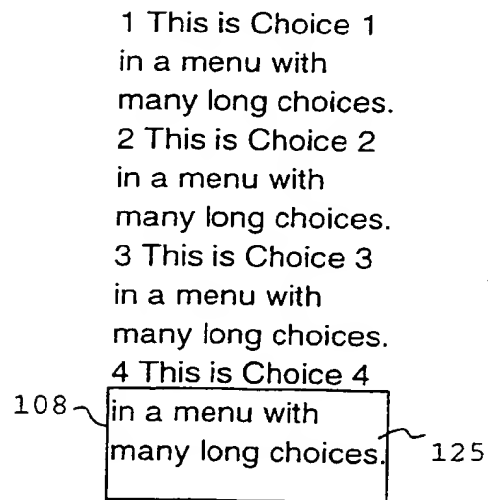 1 This is Choice 1
in a menu with
many long choices.
2 This is Choice 2
in a menu with
many long choices.
3 This is Choice 3
in a menu with
many long choices.
4 This is Choice 4
108 in a menu with
many long choices. 125